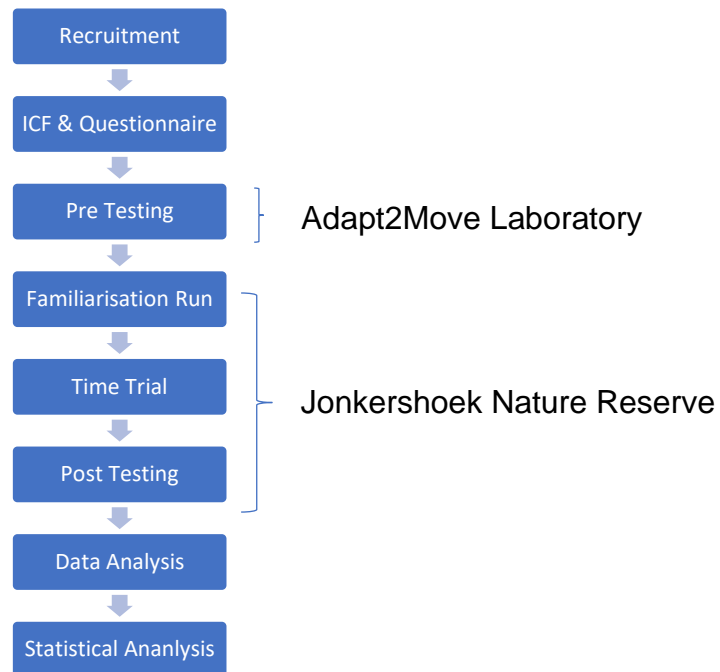 Recruitment
ICF & Questionnaire
Pre Testing
Adapt2Move Laboratory
Familiarisation Run
Time Trial
Jonkershoek Nature Reserve
Post Testing
Data Analysis
Statistical Ananlysis